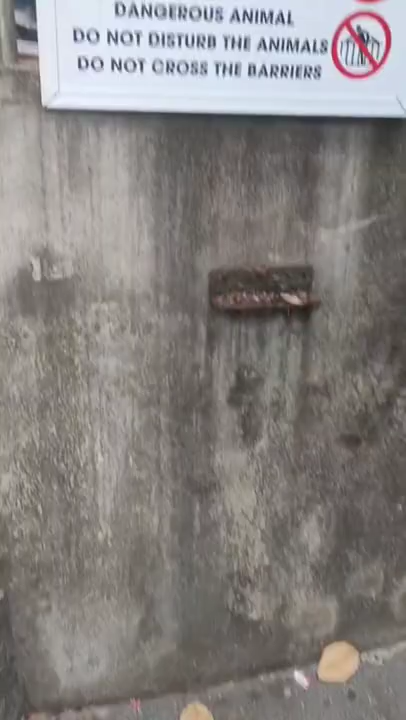 DANGEROUS ANIMAL
DO NOT DISTURB THE ANIMALS
DO NOT CROSS THE BARRIERS